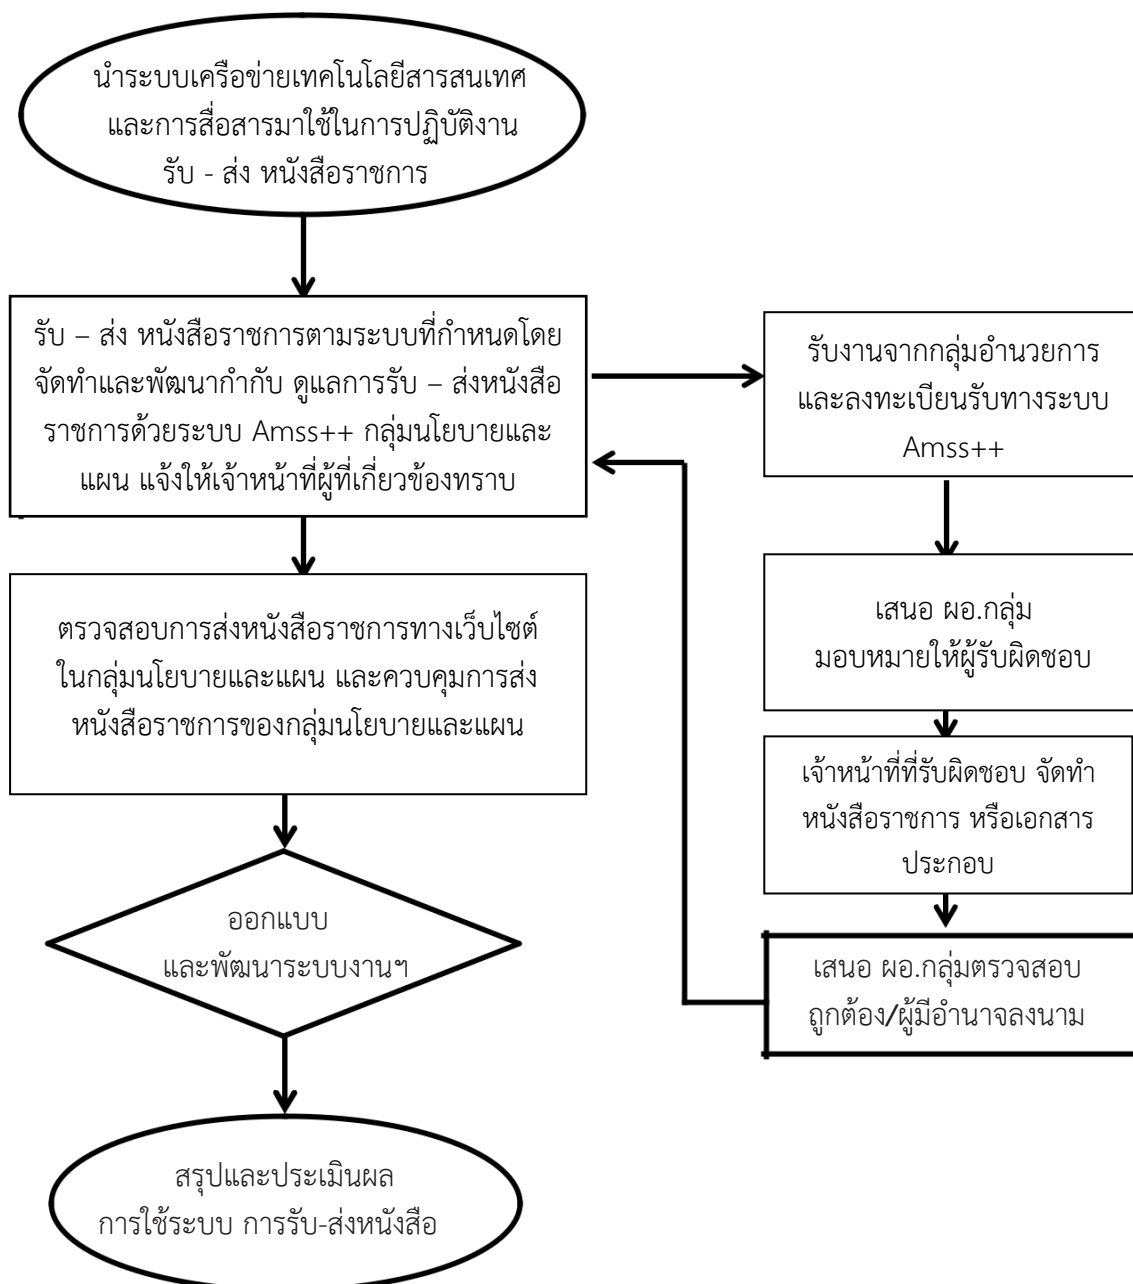 นำระบบเครือข่ายเทคโนโลยีสารสนเทศ
และการสื่อสารมาใช้ในการปฏิบัติงาน
รับ - ส่ง หนังสือราชการ
รับ – ส่ง หนังสือราชการตามระบบที่กำหนดโดย
จัดทำและพัฒนากำกับ ดูแลการรับ – ส่งหนังสือ
ราชการด้วยระบบ Amss++ กลุ่มนโยบายและ
แผน แจ้งให้เจ้าหน้าที่ผู้ที่เกี่ยวข้องทราบ
รับงานจากกลุ่มอำนวยการ
และลงทะเบียนรับทางระบบ
Amss++
เสนอ ผอ.กลุ่ม
มอบหมายให้ผู้รับผิดชอบ
เจ้าหน้าที่ที่รับผิดชอบ จัดทำ
หนังสือราชการ หรือเอกสาร
ประกอบ
เสนอ ผอ.กลุ่มตรวจสอบ
ถูกต้อง/ผู้มีอำนาจลงนาม
ตรวจสอบการส่งหนังสือราชการทางเว็บไซต์
ในกลุ่มนโยบายและแผน และควบคุมการส่ง
หนังสือราชการของกลุ่มนโยบายและแผน
ออกแบบ
และพัฒนาระบบงานฯ
สรุปและประเมินผล
การใช้ระบบ การรับ-ส่งหนังสือ